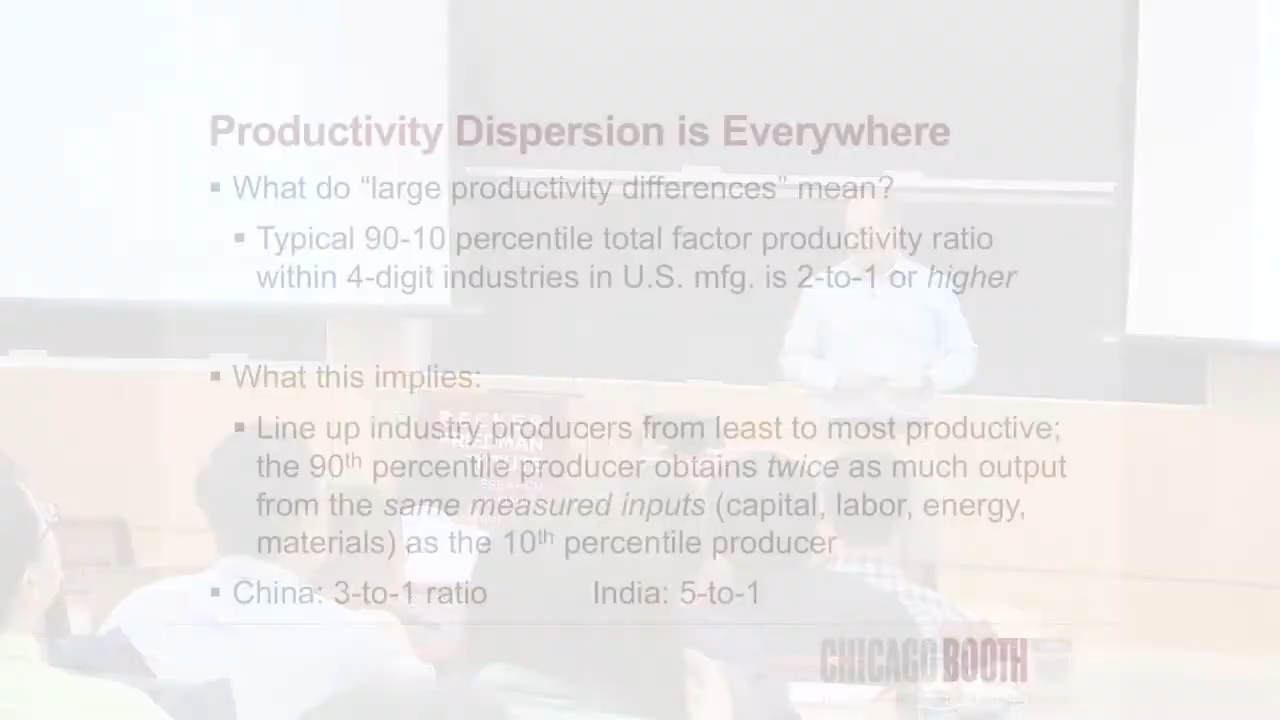 Productivity Dispersion is Everywhere
▪ What do “large productivity differences” mean?
▪ Typical 90-10 percentile total factor productivity ratio
within 4-digit industries in U.S. mfg. is 2-to-1 or higher
▪ What this implies:
▪ Line up industry producers from least to most productive;
the 90th percentile producer obtains twice as much output
from the same measured inputs (capital, labor, energy,
materials) as the 10th percentile producer
▪ China: 3-to-1 ratio India: 5-to-1
BECKER
FRIEDMAN
CHICAGO BOOTH